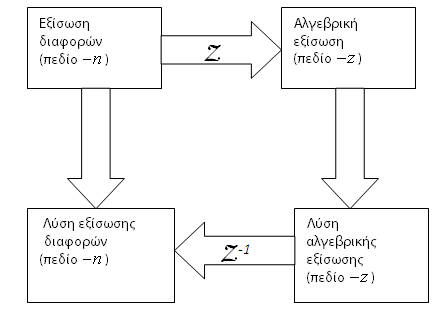 Εξίσωση
διαφορών
(πεδίο −n)
Z
Αλγεβρική
εξίσωση
(πεδίο −z)
Λύση εξίσωσης
διαφορών
(πεδίο −n)
Z-1
Λύση
αλγεβρικής
εξίσωσης
(πεδίο −z)